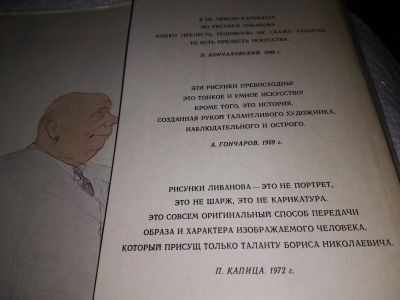 Я НЕ ЛЮБЛЮ КАРИКАТУР,
НО РИСУНКИ ЛИВАНОВА
ИМЕЮТ ПРЕЛЕСТЬ, ПОДОБНУЮ, НУ, СКАЖЕМ, ГАВАРНИ,
ТО ЕСТЬ ПРЕЛЕСТЬ ИСКУССТВА.
П. КОНЧАЛОВСКИЙ. 1946 г.
ЭТИ РИСУНКИ ПРЕВОСХОДНЫ!
ЭТО ТОНКОЕ И УМНОЕ ИСКУССТВО!
КРОМЕ ТОГО, ЭТО ИСТОРИЯ,
СОЗДАННАЯ РУКОЙ ТАЛАНТЛИВОГО ХУДОЖНИКА,
НАБЛЮДАТЕЛЬНОГО И ОСТРОГО.
А. ГОНЧАРОВ. 1959 г.
РИСУНКИ ЛИВАНОВА — ЭТО НЕ ПОРТРЕТ,
ЭТО НЕ ШАРЖ, ЭТО НЕ КАРИКАТУРА.
ЭТО СОВСЕМ ОРИГИНАЛЬНЫЙ СПОСОБ ПЕРЕДАЧИ
ОБРАЗА И ХАРАКТЕРА ИЗОБРАЖАЕМОГО ЧЕЛОВЕКА,
КОТОРЫЙ ПРИСУЩ ТОЛЬКО ТАЛАНТУ БОРИСА НИКОЛАЕВИЧА.
П. КАПИЦА. 1972 г.